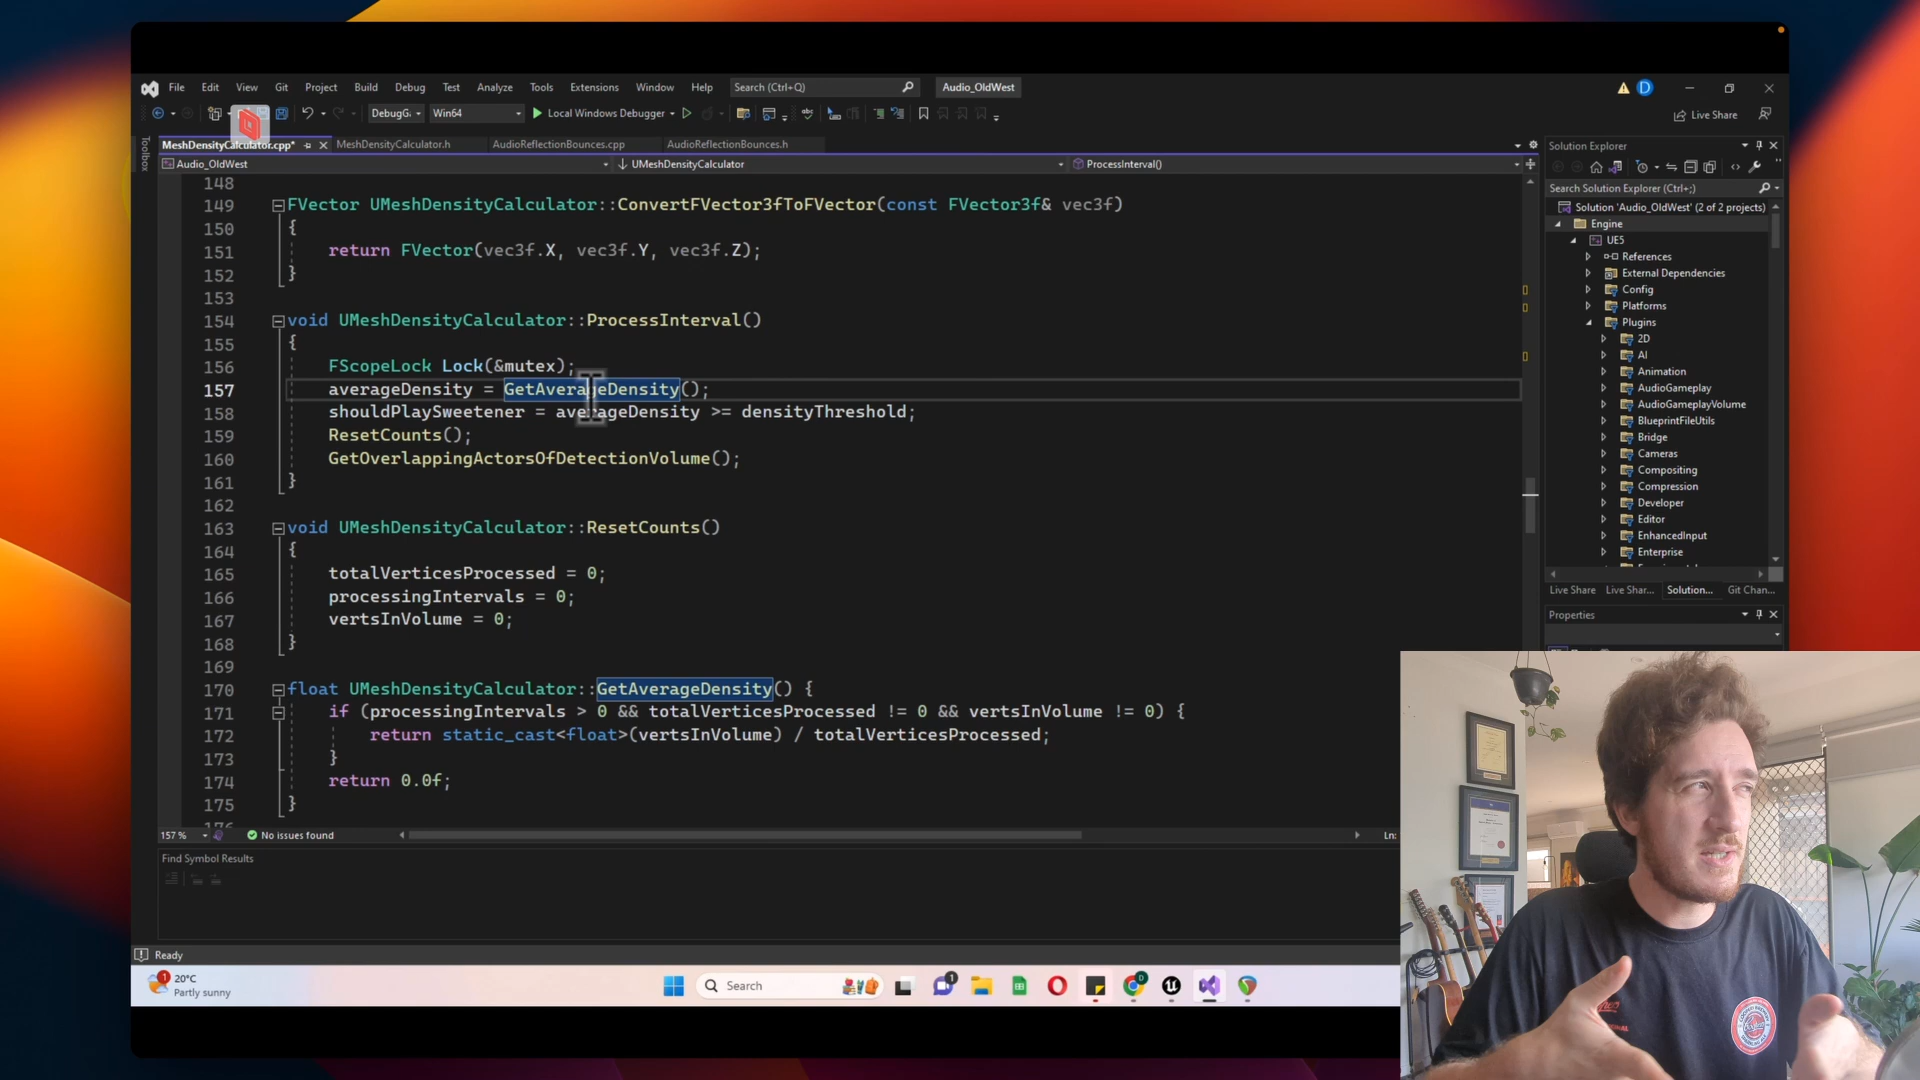 File Edit View Git Project Build Debug Test Analyze Tools Extensions Window Help Search (Ctrl+Q) Audio_OldWest D
DebugG Win64 Local Windows Debugger Live Share
Toolbox
MeshDensityCalculator.cpp* MeshDensityCalculator.h AudioReflectionBounces.cpp AudioReflectionBounces.h
Audio_OldWest UMeshDensityCalculator ProcessInterval()
148
149 FVector UMeshDensityCalculator::ConvertFVector3fToFVector(const FVector3f& vec3f)
150 {
151 return FVector(vec3f.X, vec3f.Y, vec3f.Z);
152 }
153
154 void UMeshDensityCalculator::ProcessInterval()
155 {
156 FScopeLock Lock(&mutex);
157 averageDensity = GetAverageDensity();
158 shouldPlaySweetener = averageDensity >= densityThreshold;
159 ResetCounts();
160 GetOverlappingActorsOfDetectionVolume();
161 }
162
163 void UMeshDensityCalculator::ResetCounts()
164 {
165 totalVerticesProcessed = 0;
166 processingIntervals = 0;
167 vertsInVolume = 0;
168 }
169
170 float UMeshDensityCalculator::GetAverageDensity() {
171 if (processingIntervals > 0 && totalVerticesProcessed != 0 && vertsInVolume != 0) {
172 return static_cast<float>(vertsInVolume) / totalVerticesProcessed;
173 }
174 return 0.0f;
175 }
157 % No issues found Ln:
Find Symbol Results
Ready
Solution Explorer
Search Solution Explorer (Ctrl+;)
Solution 'Audio_OldWest' (2 of 2 projects)
Engine
UE5
References
External Dependencies
Config
Platforms
Plugins
2D
AI
Animation
AudioGameplay
AudioGameplayVolume
BlueprintFileUtils
Bridge
Cameras
Compositing
Compression
Developer
Editor
EnhancedInput
Enterprise
Live Share Live Shar... Solution... Git Chan...
Properties
1 20°C
Partly sunny
Search
1
D